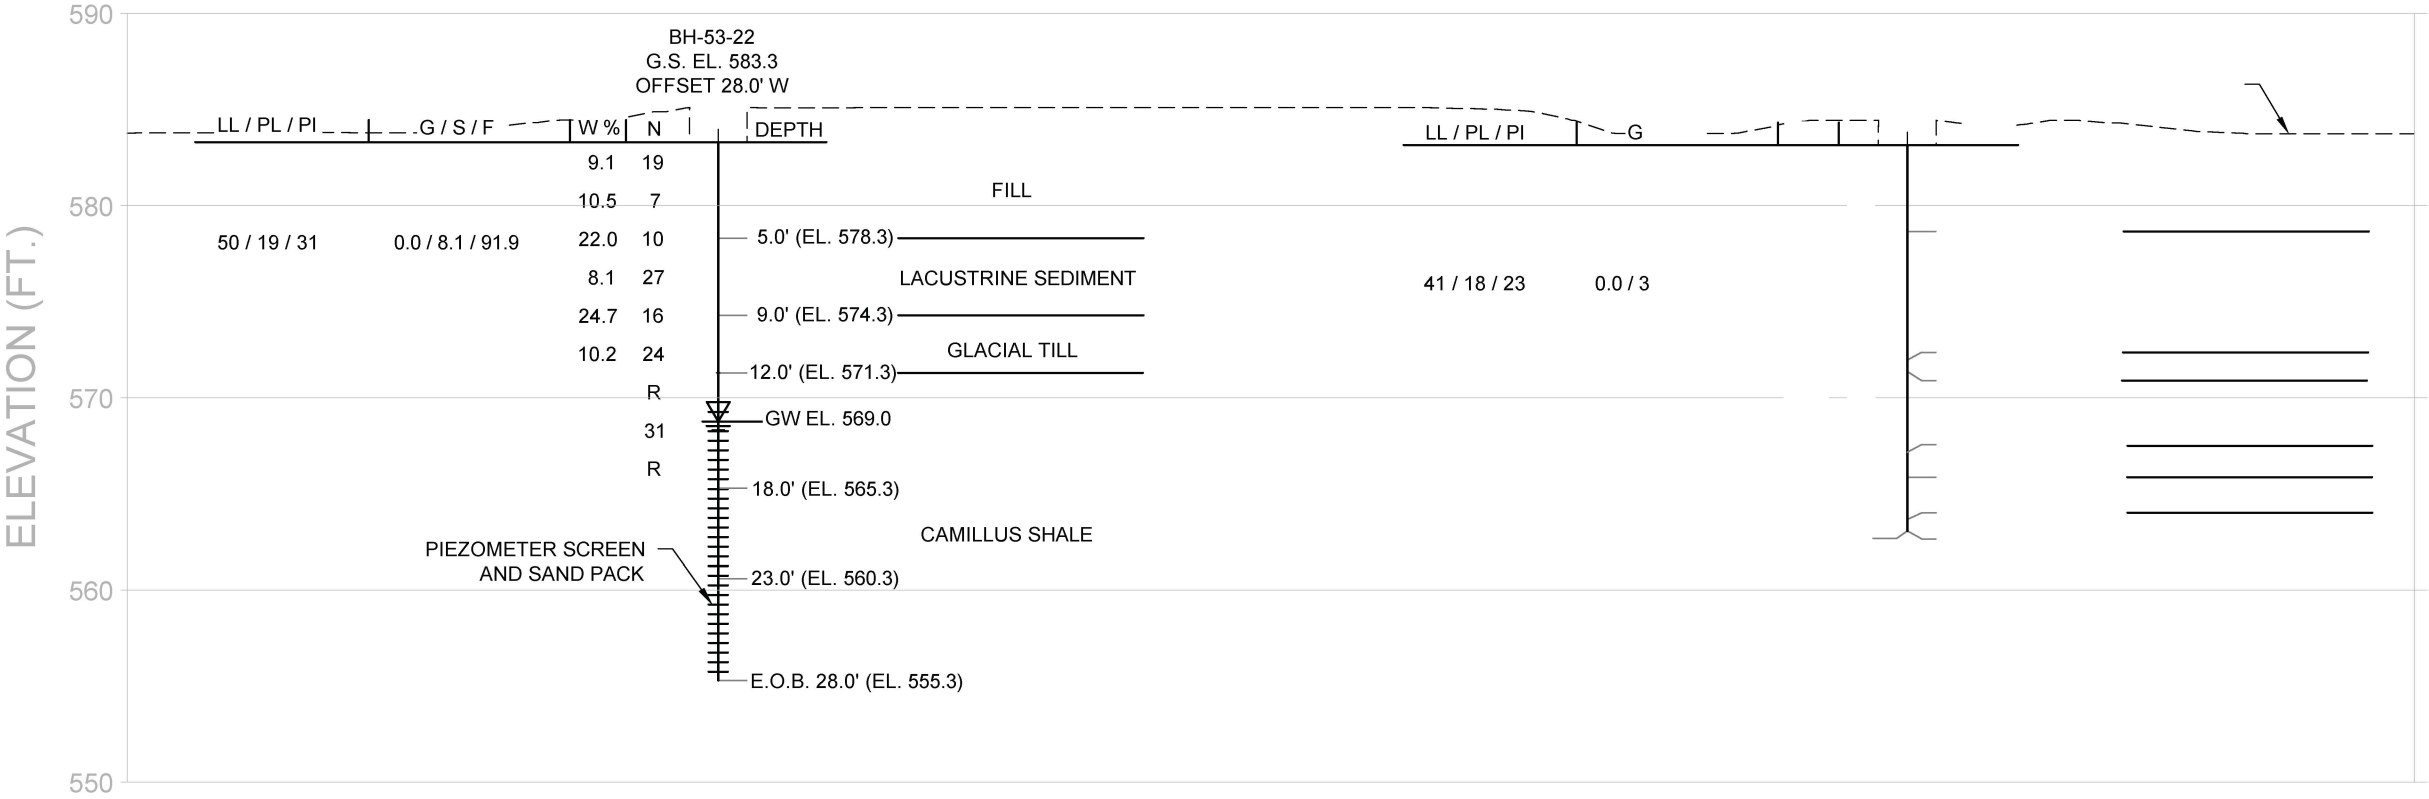 590
BH-53-22
G.S. EL. 583.3
OFFSET 28.0' W
LL / PL / PI G / S / F W % N DEPTH
LL / PL / PI G
9.1 19
FILL
10.5 7
580
50 / 19 / 31 0.0 / 8.1 / 91.9 22.0 10 5.0' (EL. 578.3)
8.1 27 LACUSTRINE SEDIMENT
41 / 18 / 23 0.0 / 3
24.7 16 9.0' (EL. 574.3)
10.2 24 GLACIAL TILL
12.0' (EL. 571.3)
R
570
GW EL. 569.0
31
R
18.0' (EL. 565.3)
CAMILLUS SHALE
PIEZOMETER SCREEN
AND SAND PACK
23.0' (EL. 560.3)
560
E.O.B. 28.0' (EL. 555.3)
550
ELEVATION (FT.)